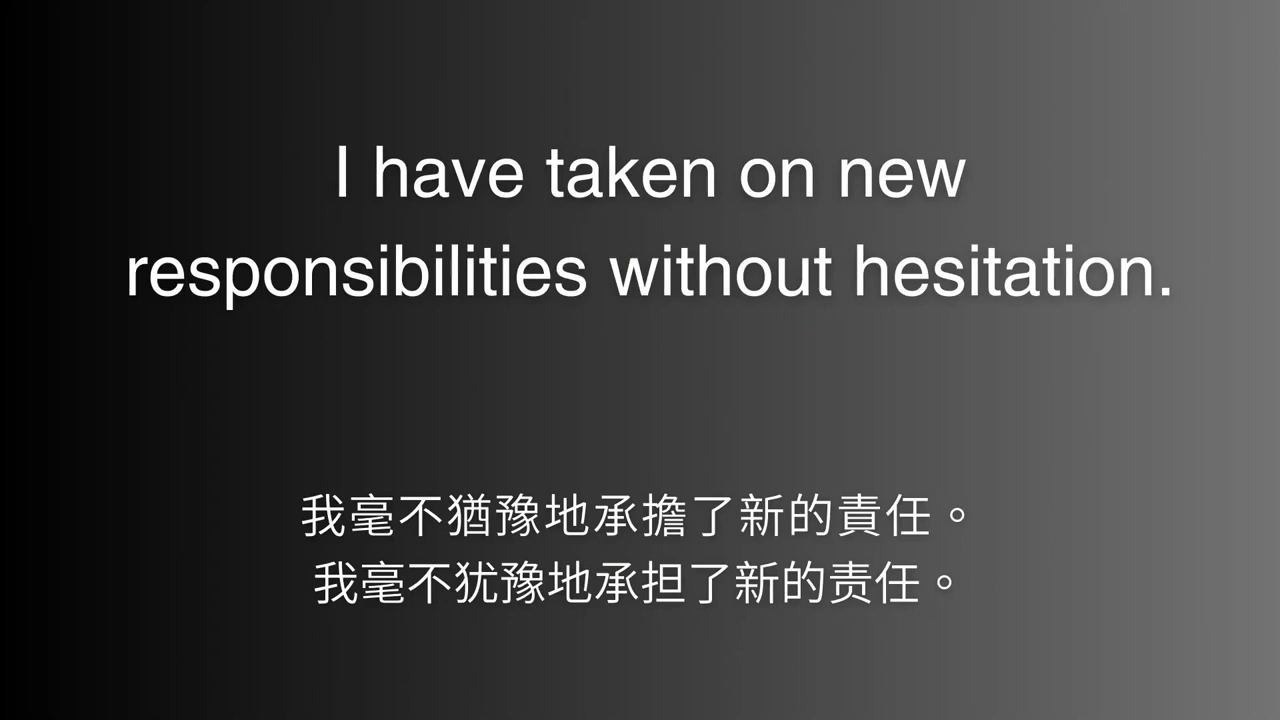 I have taken on new
responsibilities without hesitation.
我毫不猶豫地承擔了新的責任。
我毫不犹豫地承担了新的责任。